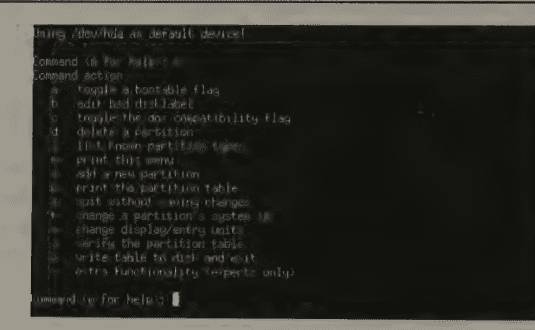 Using /dev/hda as default device!
Command (m for help): m
Command action
a toggle a bootable flag
b edit bsd disklabel
c toggle the dos compatibility flag
d delete a partition
l list known partition types
m print this menu
n add a new partition
p print the partition table
q quit without saving changes
t change a partition's system id
u change display/entry units
v verify the partition table
w write table to disk and exit
x extra functionality (experts only)
Command (m for help):